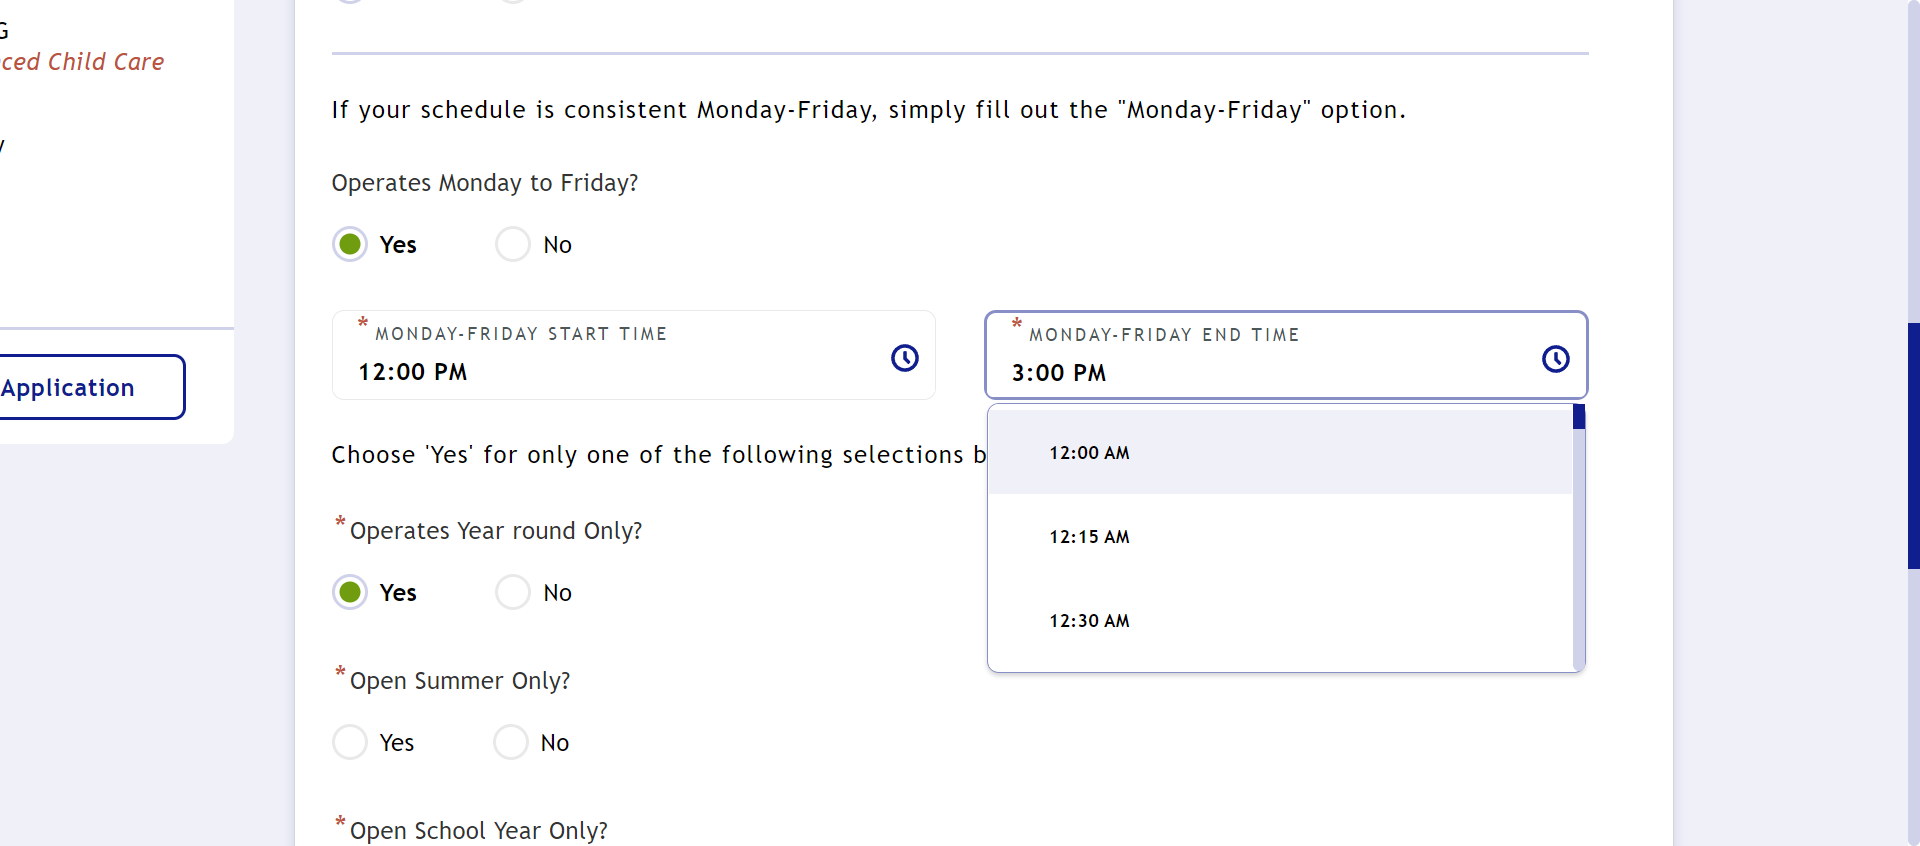 G
ced Child Care
y
Application
If your schedule is consistent Monday-Friday, simply fill out the "Monday-Friday" option.
Operates Monday to Friday?
Yes No
* MONDAY-FRIDAY START TIME
12:00 PM
* MONDAY-FRIDAY END TIME
3:00 PM
12:00 AM
12:15 AM
12:30 AM
Choose 'Yes' for only one of the following selections b
* Operates Year round Only?
Yes No
* Open Summer Only?
Yes No
* Open School Year Only?